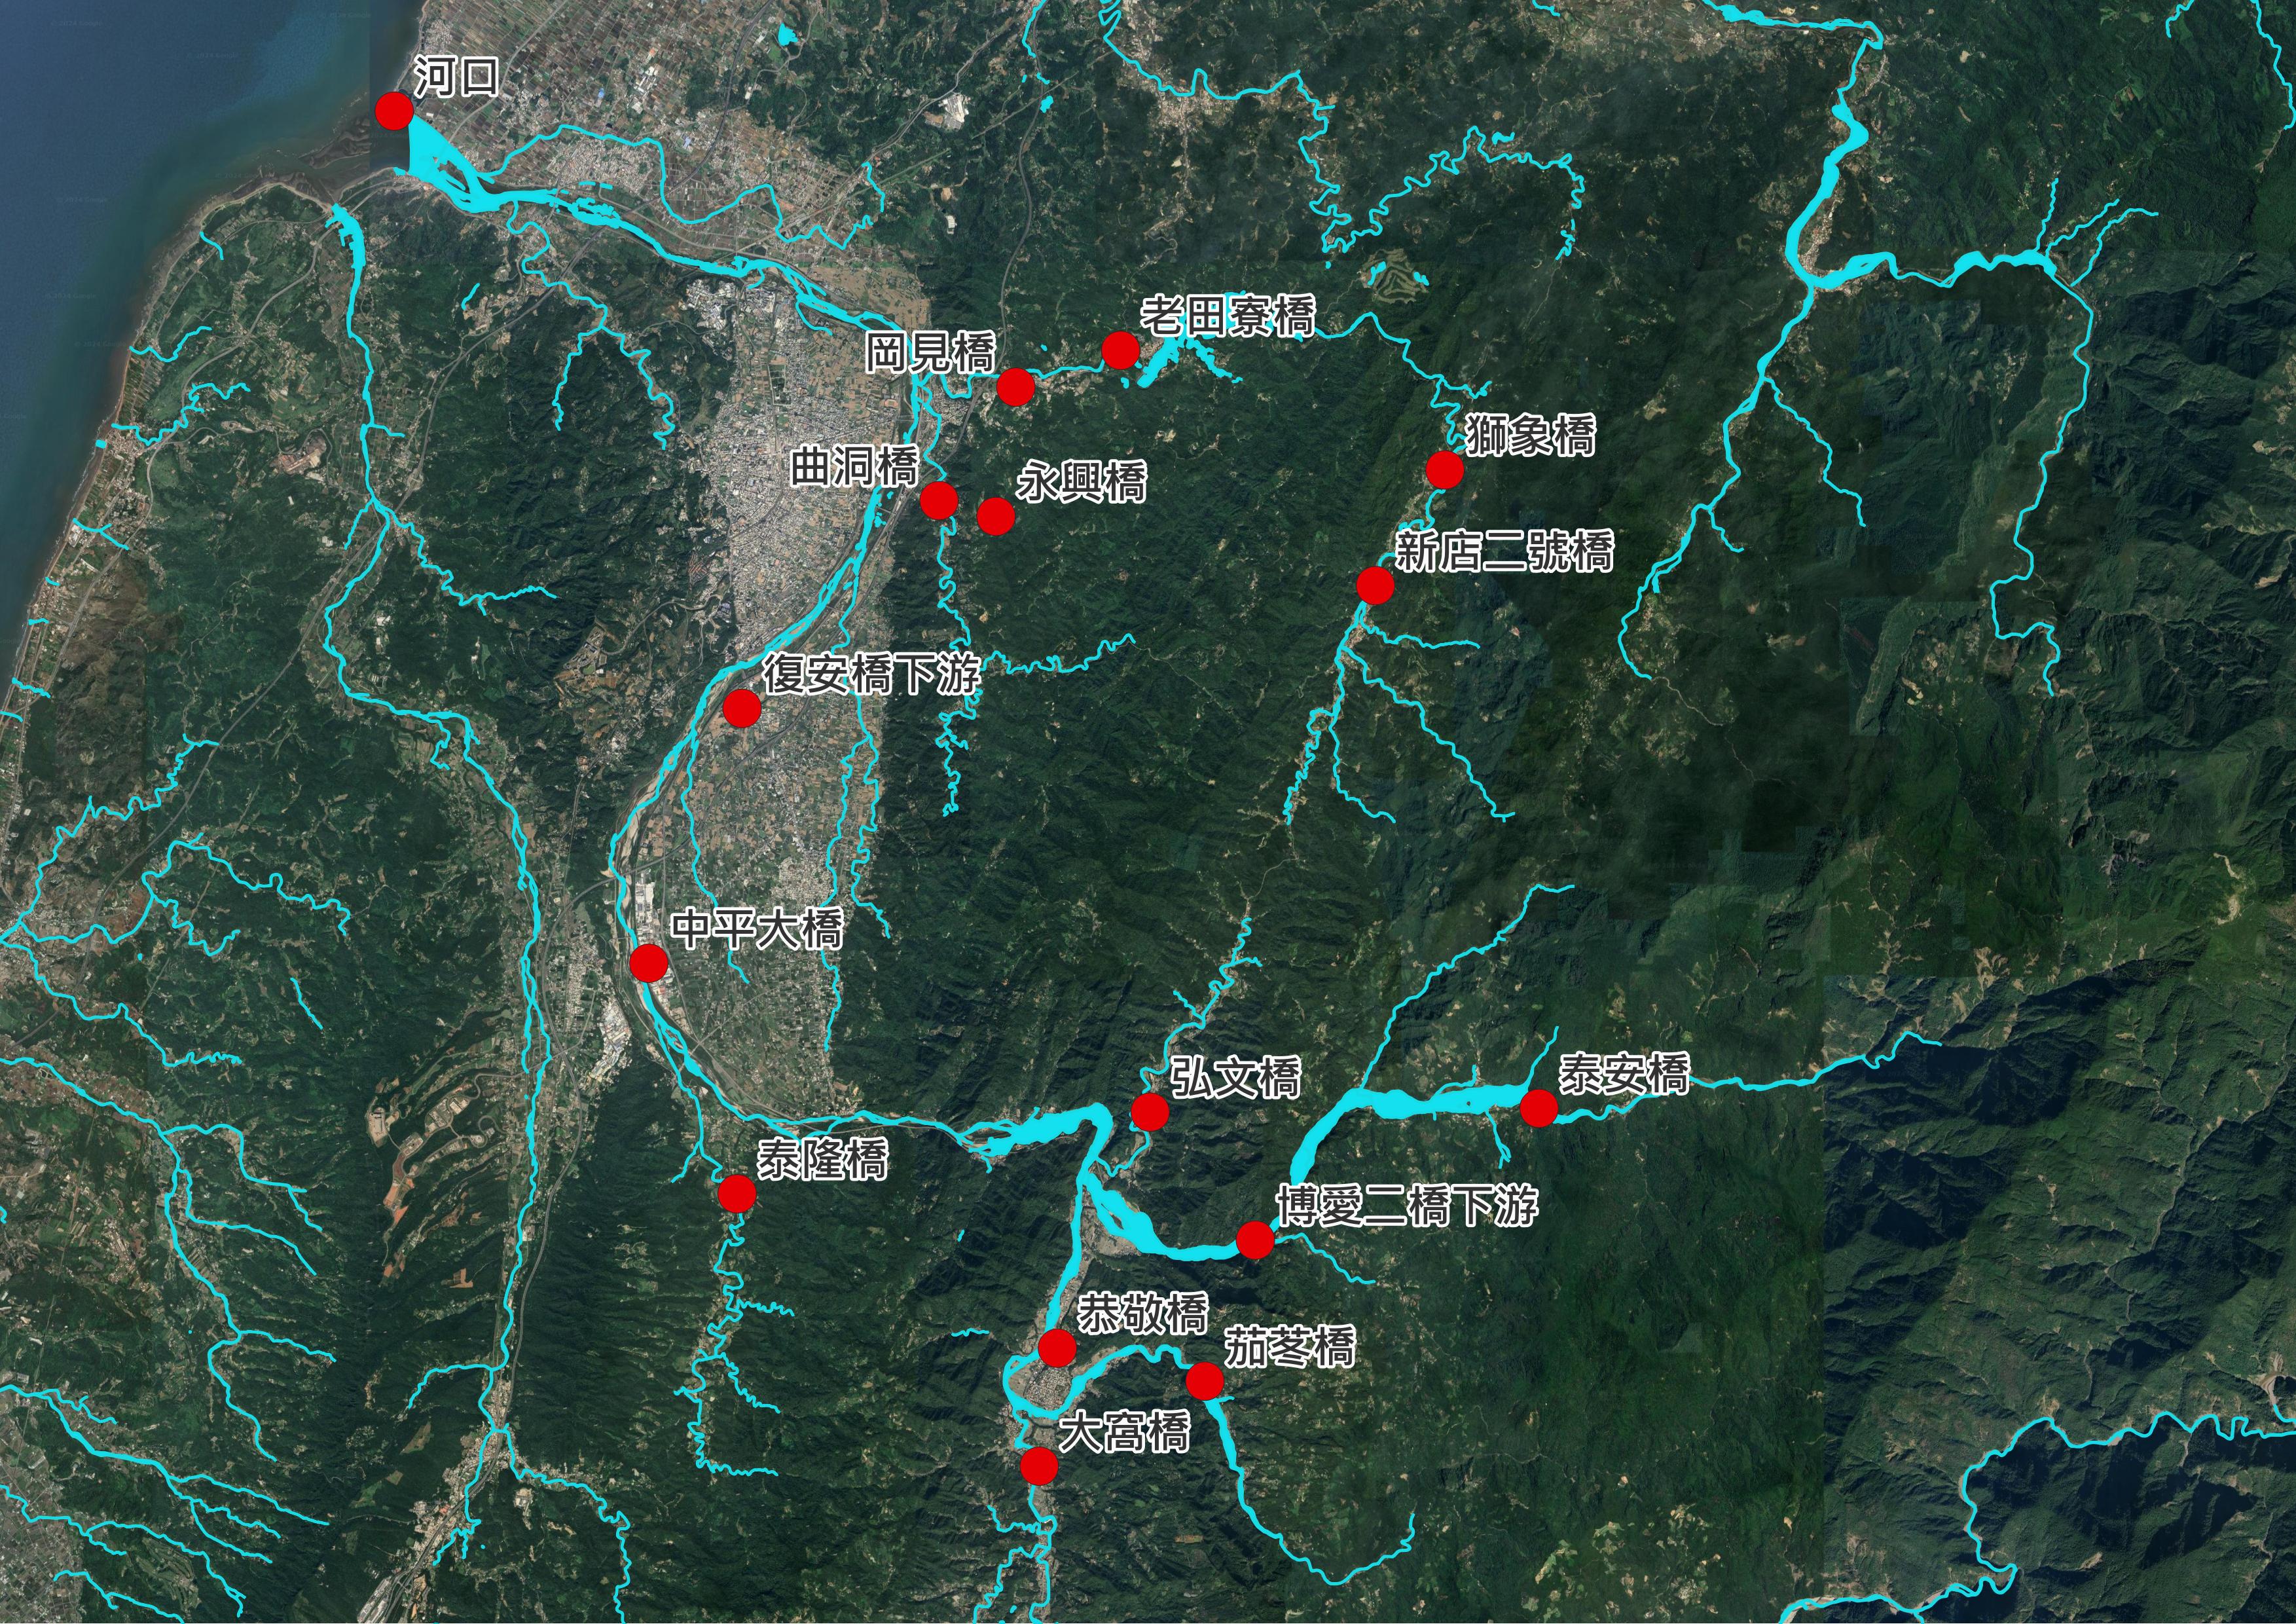 河口
老田寮橋
岡見橋
獅象橋
曲洞橋
永興橋
新店二號橋
復安橋下游
中平大橋
弘文橋
泰安橋
泰隆橋
博愛二橋下游
恭敬橋
茄苳橋
大窩橋